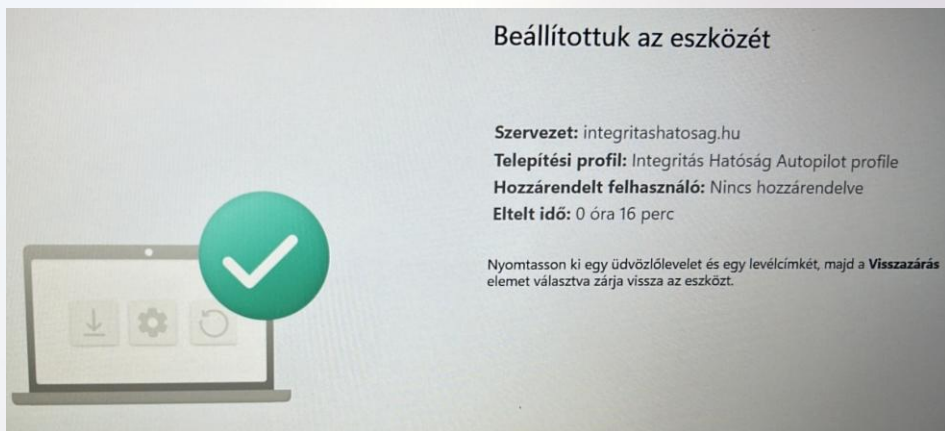 Beállítottuk az eszközét
Szervezet: integritashatosag.hu
Telepítési profil: Integritás Hatóság Autopilot profile
Hozzárendelt felhasználó: Nincs hozzárendelve
Eltelt idő: 0 óra 16 perc
Nyomtasson ki egy üdvözlőlevelet és egy levélcímkét, majd a Visszazárás
elemet választva zárja vissza az eszközt.